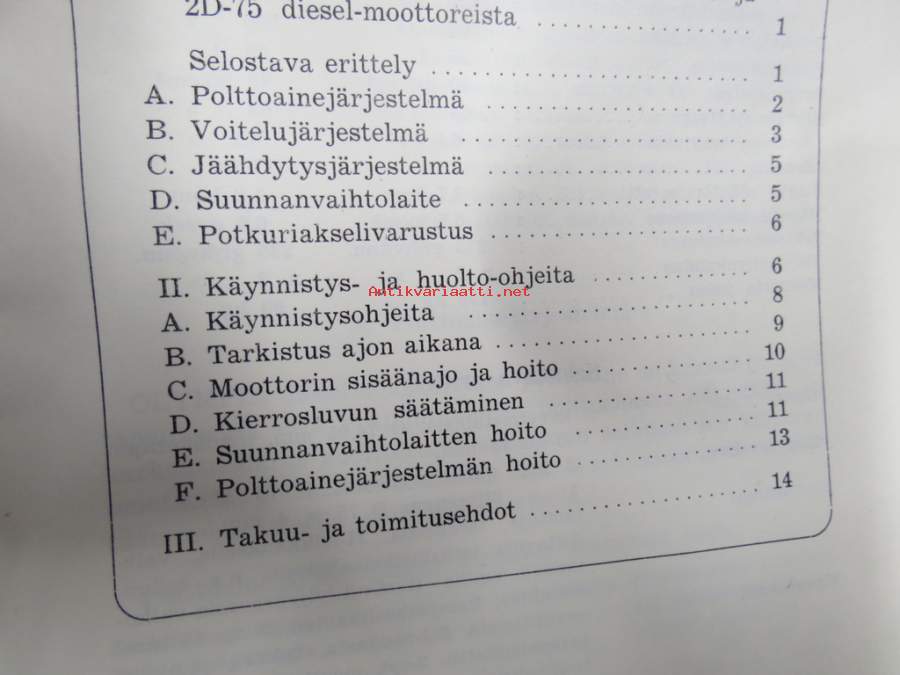 2D-75 diesel-moottoreista .......................... 1
Selostava erittely .......................... 1
A. Polttoainejärjestelmä .......................... 2
B. Voitelujärjestelmä .......................... 3
C. Jäähdytysjärjestelmä .......................... 5
D. Suunnanvaihtolaite .......................... 5
E. Potkuriakselivarustus .......................... 6
II. Käynnistys- ja huolto-ohjeita .......................... 6
Antikvariaatti.net
A. Käynnistysohjeita .......................... 8
B. Tarkistus ajon aikana .......................... 9
C. Moottorin sisäänajo ja hoito .......................... 10
D. Kierrosluvun säätäminen .......................... 11
E. Suunnanvaihtolaitten hoito .......................... 11
F. Polttoainejärjestelmän hoito .......................... 13
III. Takuu- ja toimitusehdot .......................... 14